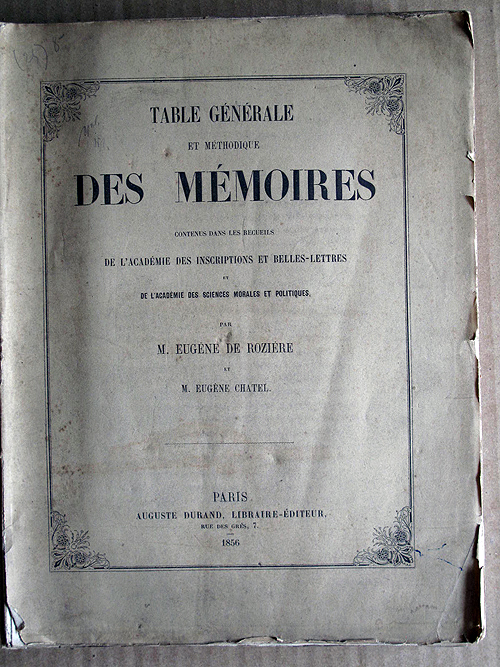 TABLE GÉNÉRALE
ET MÉTHODIQUE
DES MÉMOIRES
CONTENUS DANS LES RECUEILS
DE L'ACADÉMIE DES INSCRIPTIONS ET BELLES-LETTRES
ET
DE L'ACADÉMIE DES SCIENCES MORALES ET POLITIQUES,
PAR
M. EUGÈNE DE ROZIÈRE
ET
M. EUGÈNE CHATEL.
PARIS
AUGUSTE DURAND, LIBRAIRE-ÉDITEUR,
RUE DES GRÈS, 7.
1856